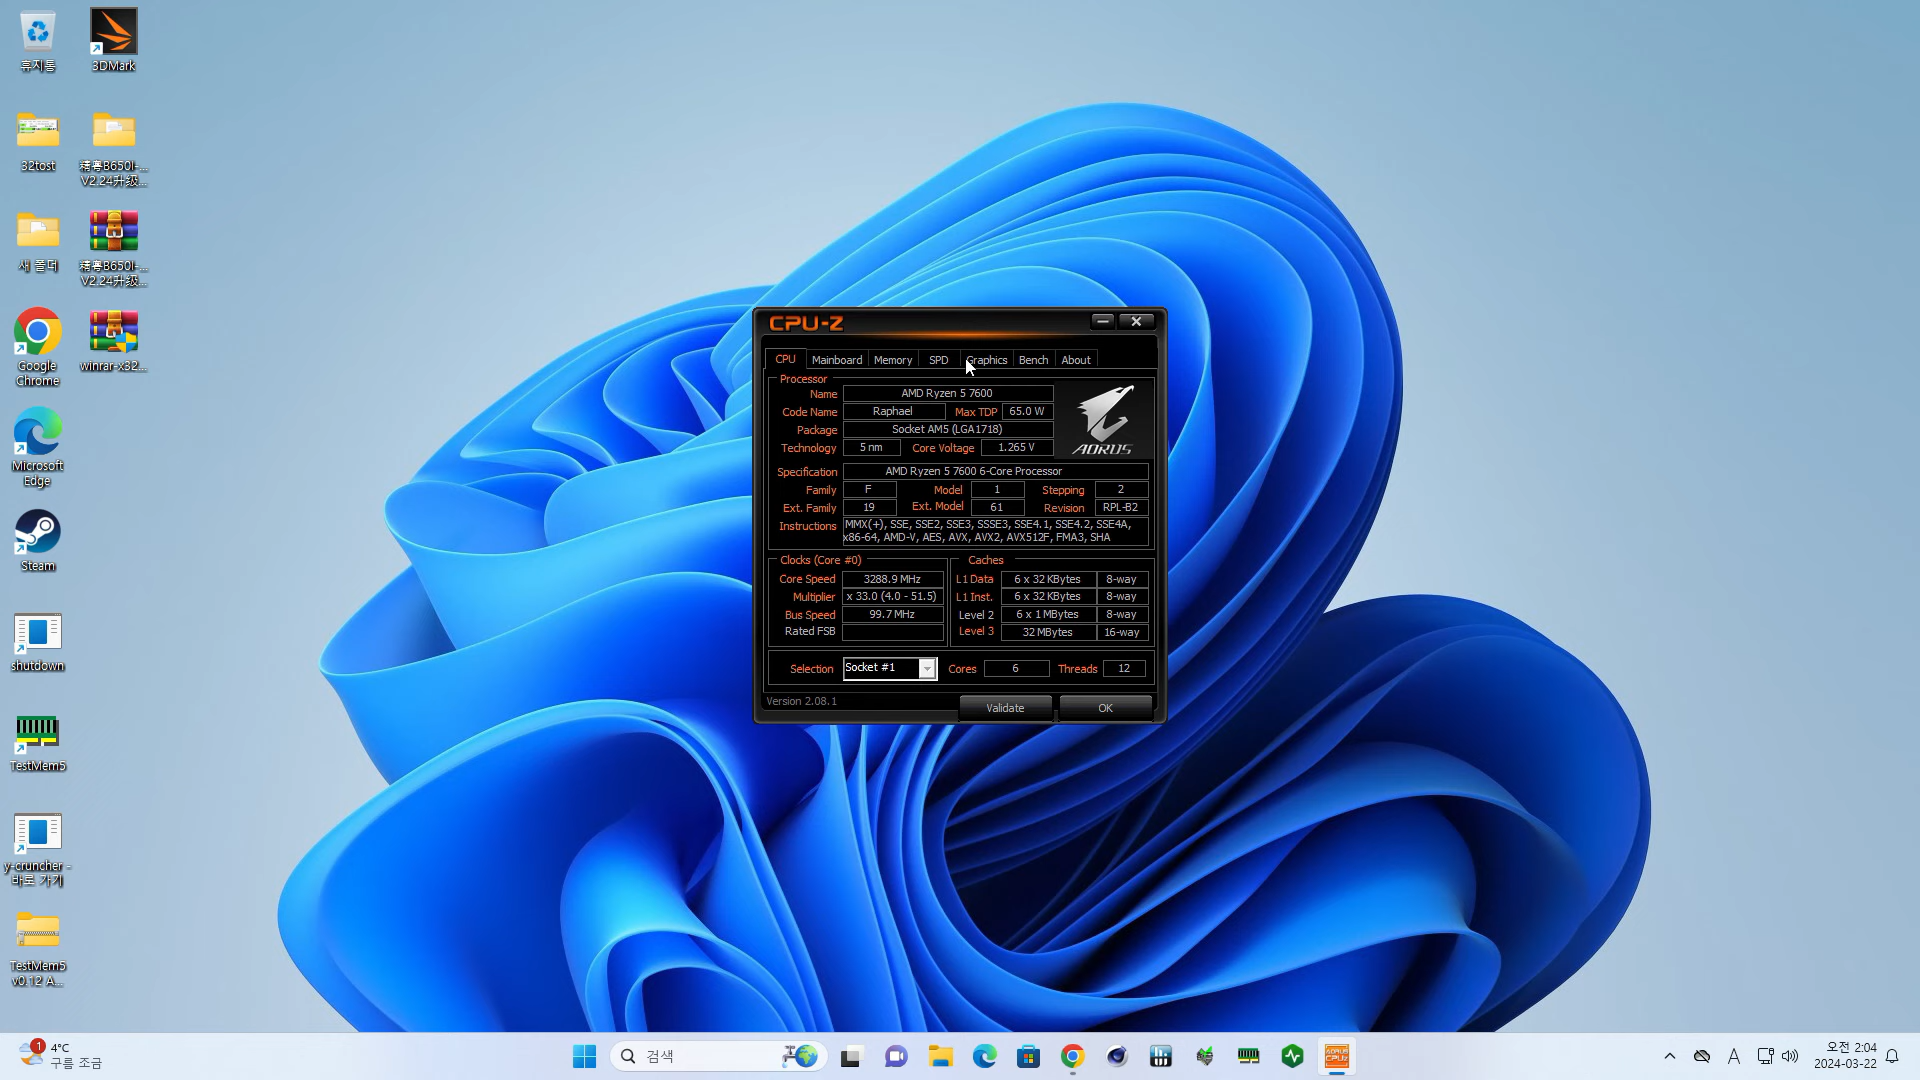 휴지통
3DMark
32tost
精粤B650I-...
V2.24升级...
새 폴더
精粤B650I-...
V2.24升级...
Google
Chrome
winrar-x32...
Microsoft
Edge
Steam
shutdown
TestMem5
y-cruncher -
바로 가기
TestMem5
v0.12 A...
CPU-Z
CPU Mainboard Memory SPD Graphics Bench About
Processor
Name AMD Ryzen 5 7600
Code Name Raphael Max TDP 65.0 W
Package Socket AM5 (LGA1718)
Technology 5 nm Core Voltage 1.265 V
AORUS
Specification AMD Ryzen 5 7600 6-Core Processor
Family F Model 1 Stepping 2
Ext. Family 19 Ext. Model 61 Revision RPL-B2
Instructions MMX(+), SSE, SSE2, SSE3, SSSE3, SSE4.1, SSE4.2, SSE4A,
x86-64, AMD-V, AES, AVX, AVX2, AVX512F, FMA3, SHA
Clocks (Core #0) Caches
Core Speed 3288.9 MHz L1 Data 6 x 32 KBytes 8-way
Multiplier x 33.0 (4.0 - 51.5) L1 Inst. 6 x 32 KBytes 8-way
Bus Speed 99.7 MHz Level 2 6 x 1 MBytes 8-way
Rated FSB Level 3 32 MBytes 16-way
Selection Socket #1 Cores 6 Threads 12
Version 2.08.1 Validate OK
1
4°C
구름 조금
검색
AORUS
CPU-Z
A
오전 2:04
2024-03-22